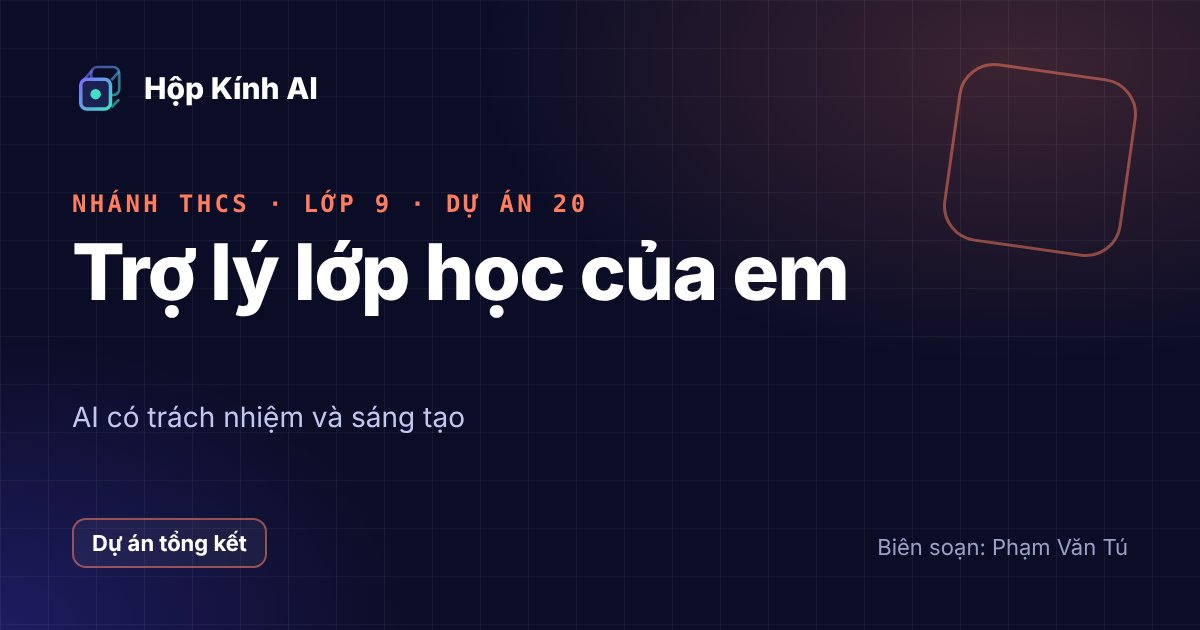 Hộp Kính AI
NHÁNH THCS · LỚP 9 · DỰ ÁN 20
Trợ lý lớp học của em
AI có trách nhiệm và sáng tạo
Dự án tổng kết
Biên soạn: Phạm Văn Tú